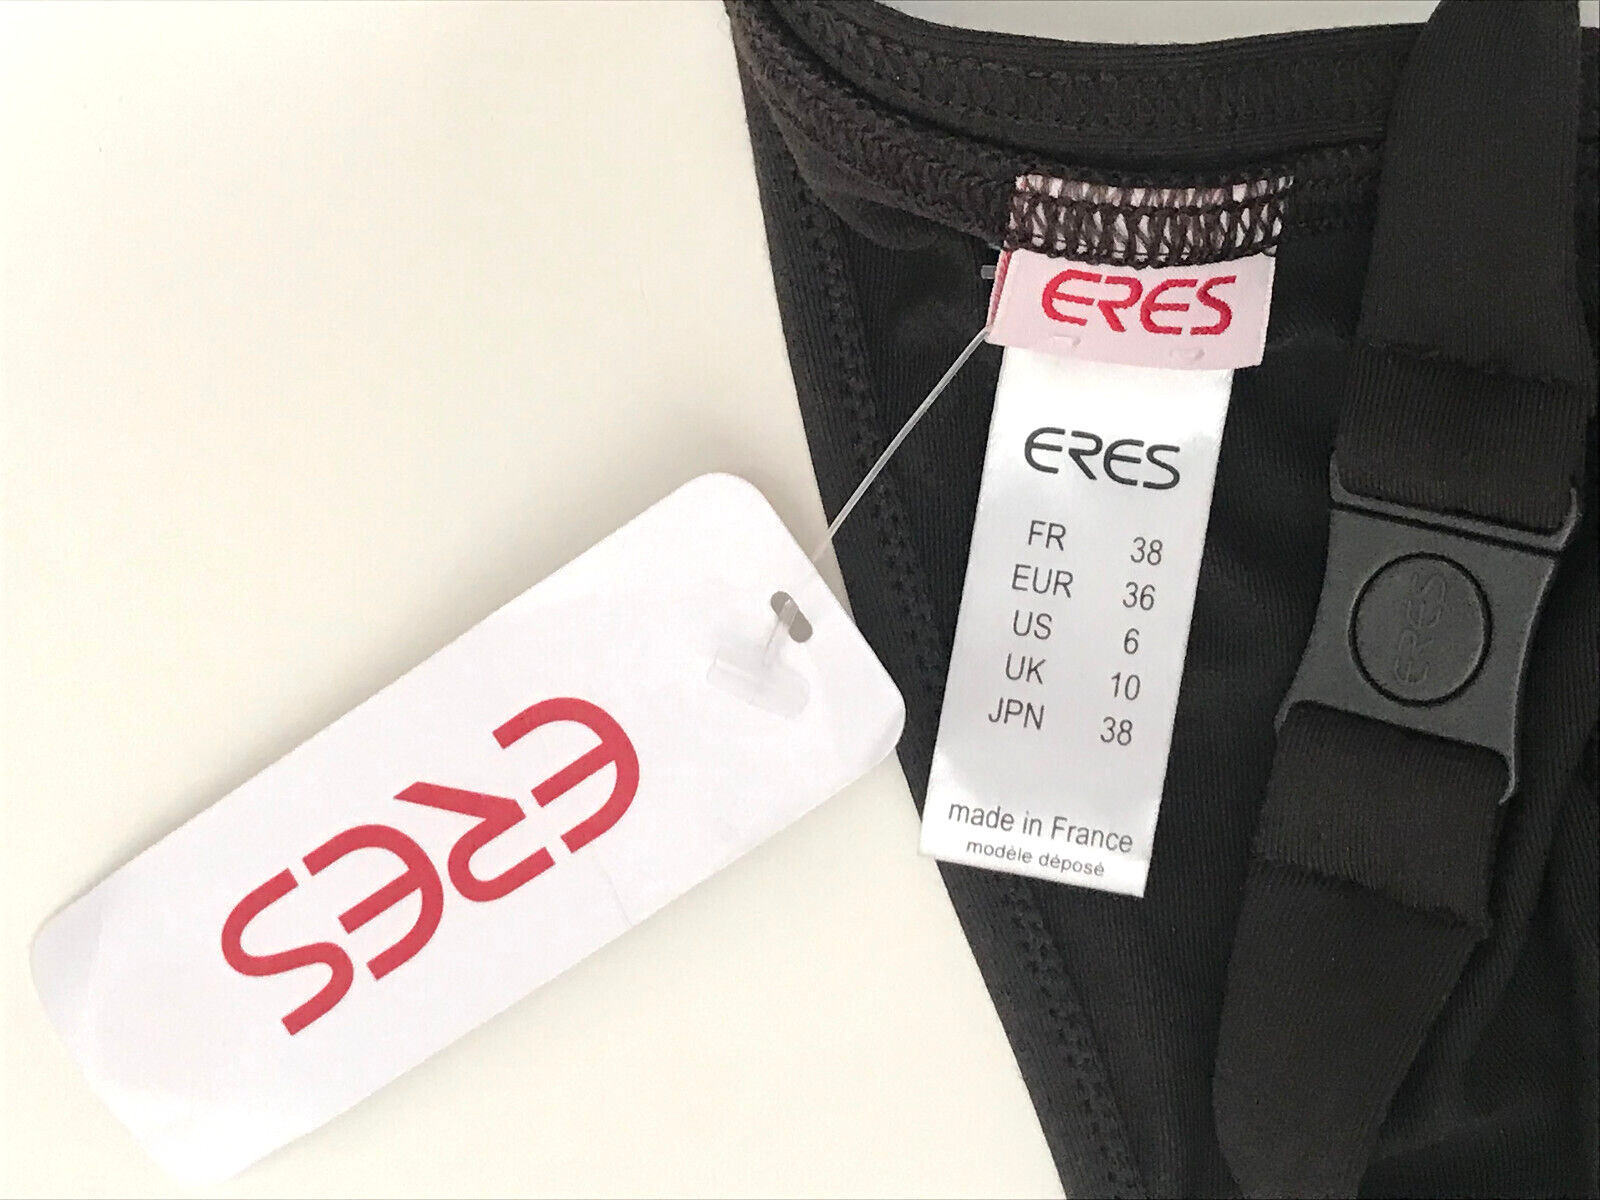 ERES
ERES
FR 38
EUR 36
US 6
UK 10
JPN 38
made in France
modèle déposé
ERES
ERES